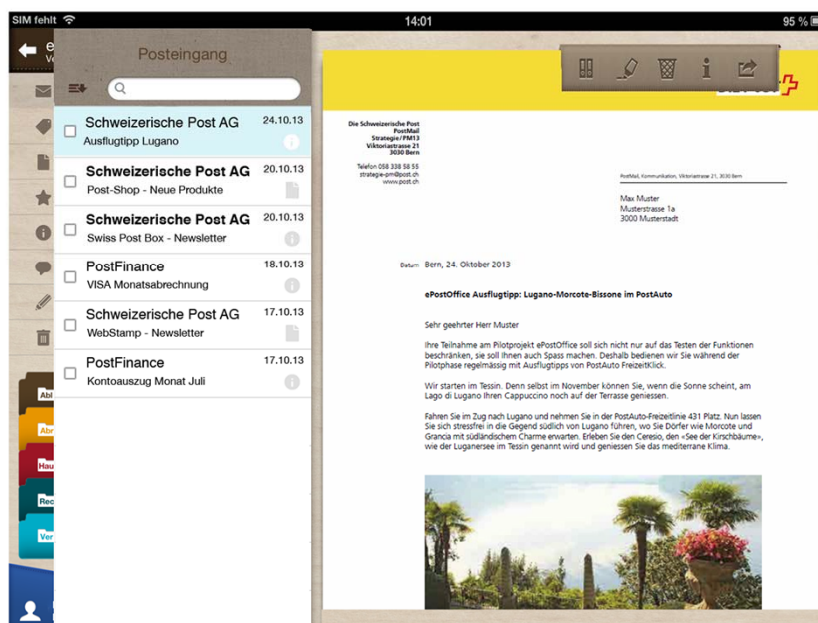 SIM fehlt
14:01
95 %
e
Ve
Posteingang
Schweizerische Post AG 24.10.13
Ausflugtipp Lugano
Schweizerische Post AG 20.10.13
Post-Shop - Neue Produkte
Schweizerische Post AG 20.10.13
Swiss Post Box - Newsletter
PostFinance 18.10.13
VISA Monatsabrechnung
Schweizerische Post AG 17.10.13
WebStamp - Newsletter
PostFinance 17.10.13
Kontoauszug Monat Juli
Abl
Abr
Hau
Rec
Ver
Die Schweizerische Post
PostMail
Strategie/PM13
Viktoriastrasse 21
3030 Bern
Telefon 058 338 58 55
strategie-pm@post.ch
www.post.ch
PostMail, Kommunikation, Viktoriastrasse 21, 3030 Bern
Max Muster
Musterstrasse 1a
3000 Musterstadt
Datum Bern, 24. Oktober 2013
ePostOffice Ausflugtipp: Lugano-Morcote-Bissone im PostAuto
Sehr geehrter Herr Muster
Ihre Teilnahme am Pilotprojekt ePostOffice soll sich nicht nur auf das Testen der Funktionen
beschränken, sie soll Ihnen auch Spass machen. Deshalb bedienen wir Sie während der
Pilotphase regelmässig mit Ausflugtipps von PostAuto FreizeitKlick.
Wir starten im Tessin. Denn selbst im November können Sie, wenn die Sonne scheint, am
Lago di Lugano Ihren Cappuccino noch auf der Terrasse geniessen.
Fahren Sie im Zug nach Lugano und nehmen Sie in der PostAuto-Freizeitlinie 431 Platz. Nun lassen
Sie sich stressfrei in die Gegend südlich von Lugano führen, wo Sie Dörfer wie Morcote und
Grancia mit südländischem Charme erwarten. Erleben Sie den Ceresio, den «See der Kirschbäume»,
wie der Luganersee im Tessin genannt wird und geniessen Sie das mediterrane Klima.